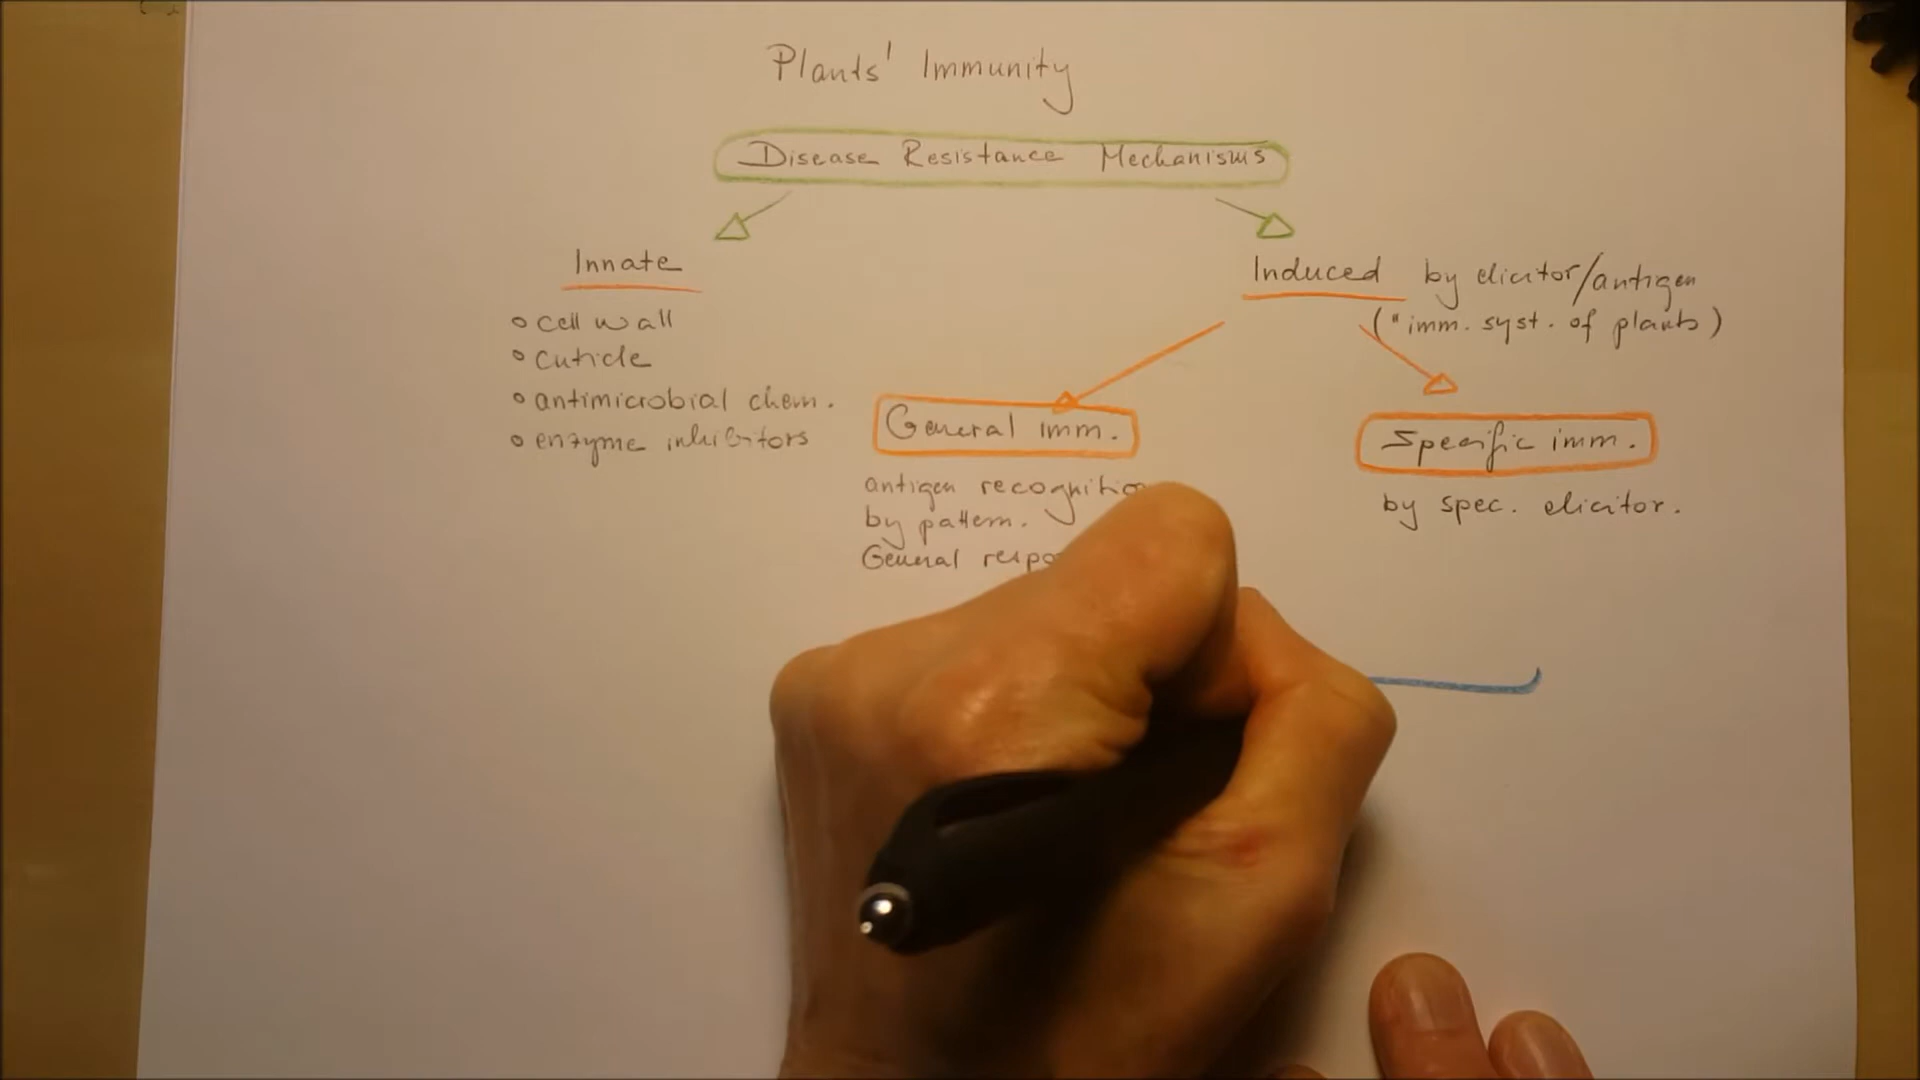 Plants' Immunity
Disease Resistance Mechanisms
Innate
o cell wall
o cuticle
o antimicrobial chem.
o enzyme inhibitors
Induced by elicitor/antigen
("imm. syst. of plants)
General imm.
antigen recognition
by pattern.
General
Specific imm.
by spec. elicitor.